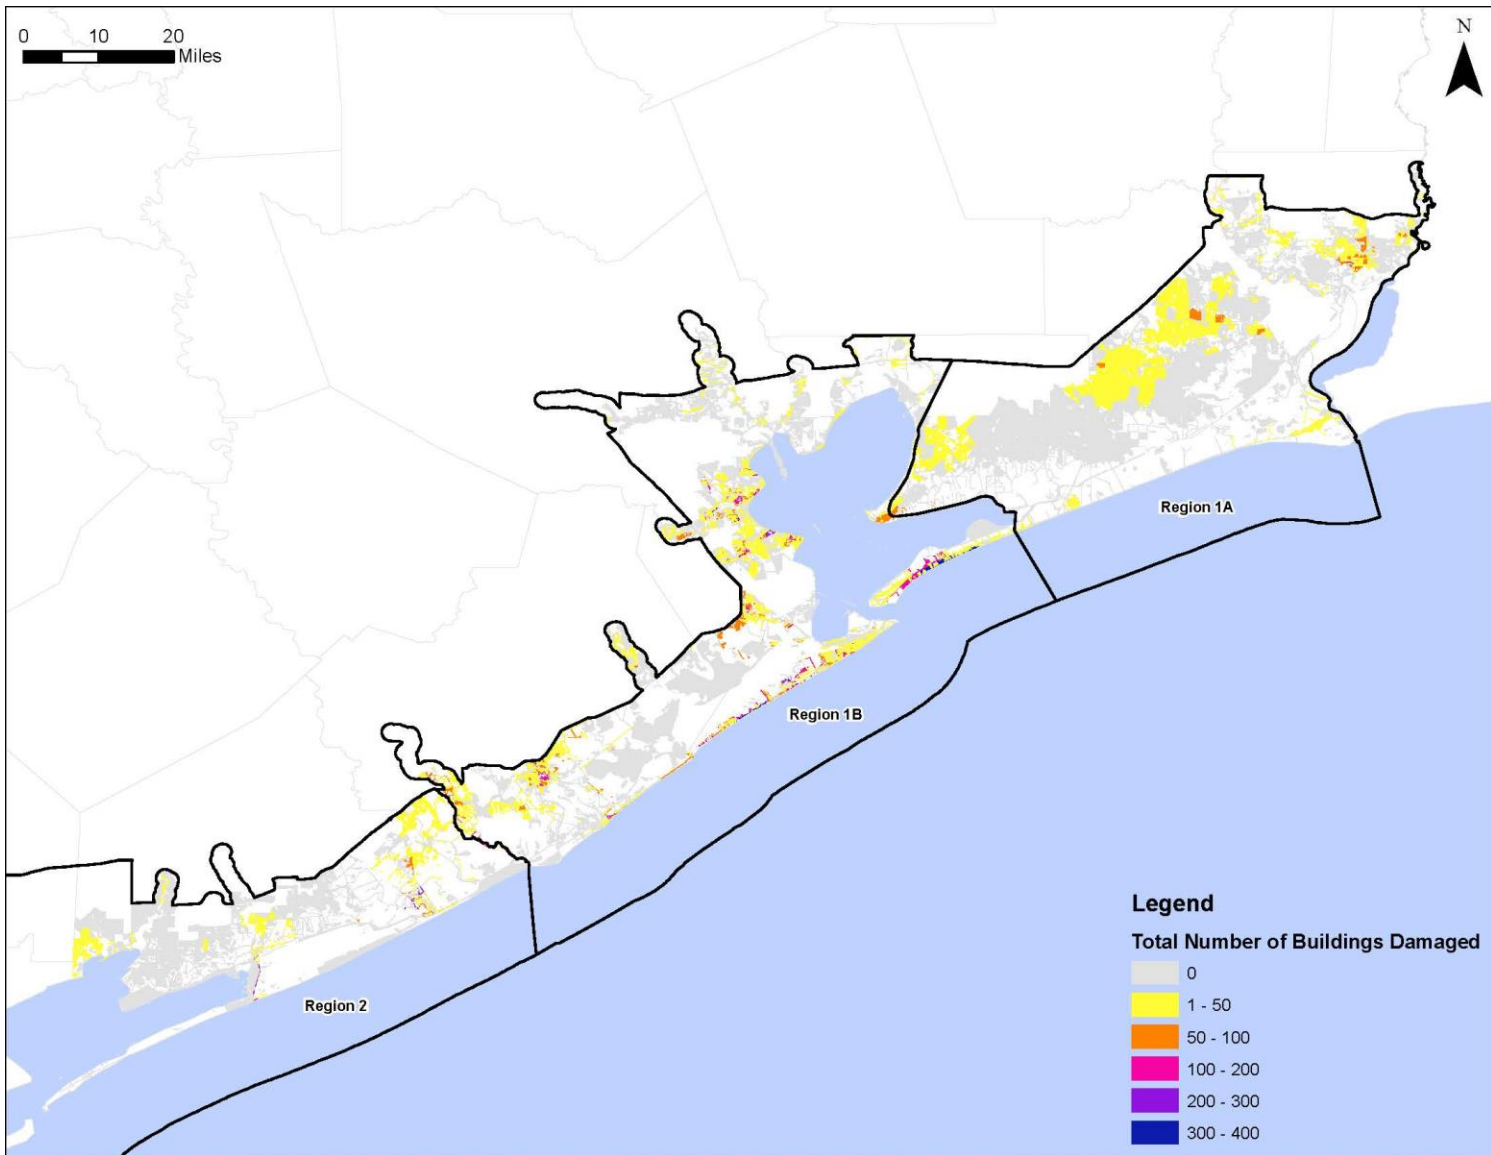 0 10 20
Miles
N
Region 1A
Region 1B
Region 2
Legend
Total Number of Buildings Damaged
0
1 - 50
50 - 100
100 - 200
200 - 300
300 - 400